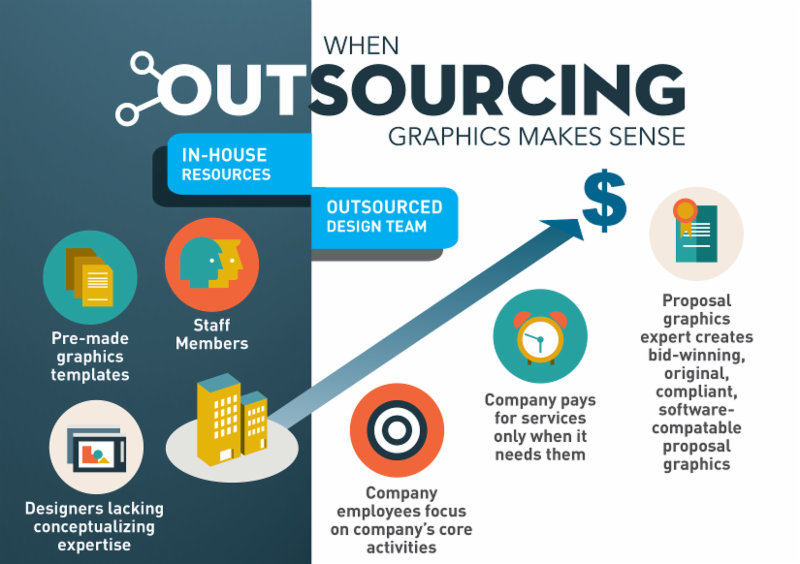 WHEN
OUTSOURCING
GRAPHICS MAKES SENSE
IN-HOUSE
RESOURCES
OUTSOURCED
DESIGN TEAM
$
Pre-made
graphics
templates
Staff
Members
Designers lacking
conceptualizing
expertise
Company
employees focus
on company's core
activities
Company pays
for services
only when it
needs them
Proposal
graphics
expert creates
bid-winning,
original,
compliant,
software-
compatable
proposal
graphics